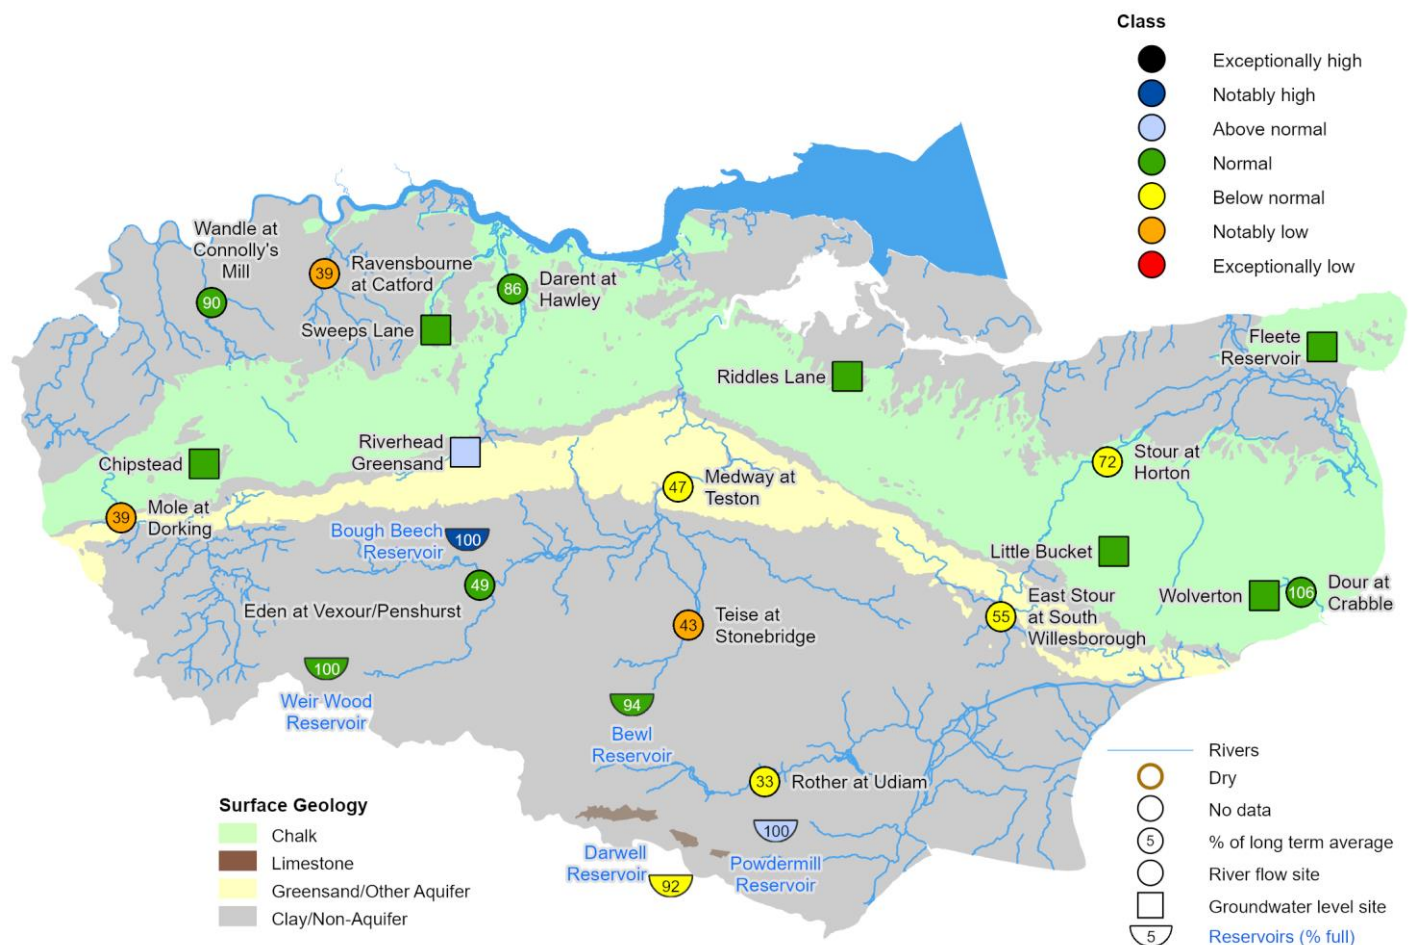 Class
Exceptionally high
Notably high
Above normal
Normal
Below normal
Notably low
Exceptionally low
Wandle at
Connolly's
Mill
90
39
Ravensbourne
at Catford
86
Darent at
Hawley
Sweeps Lane
Fleete
Reservoir
Riddles Lane
Riverhead
Greensand
Chipstead
72
Stour at
Horton
47
Medway at
Teston
39
Mole at
Dorking
Bough Beech
Reservoir
100
Little Bucket
49
Eden at Vexour/Penshurst
Wolverton
106
Dour at
Crabble
43
Teise at
Stonebridge
55
East Stour
at South
Willesborough
100
Weir Wood
Reservoir
94
Bewl
Reservoir
33
Rother at Udiam
100
Powdermill
Reservoir
Darwell
Reservoir
92
Surface Geology
Chalk
Limestone
Greensand/Other Aquifer
Clay/Non-Aquifer
Rivers
Dry
No data
5
% of long term average
River flow site
Groundwater level site
5
Reservoirs (% full)